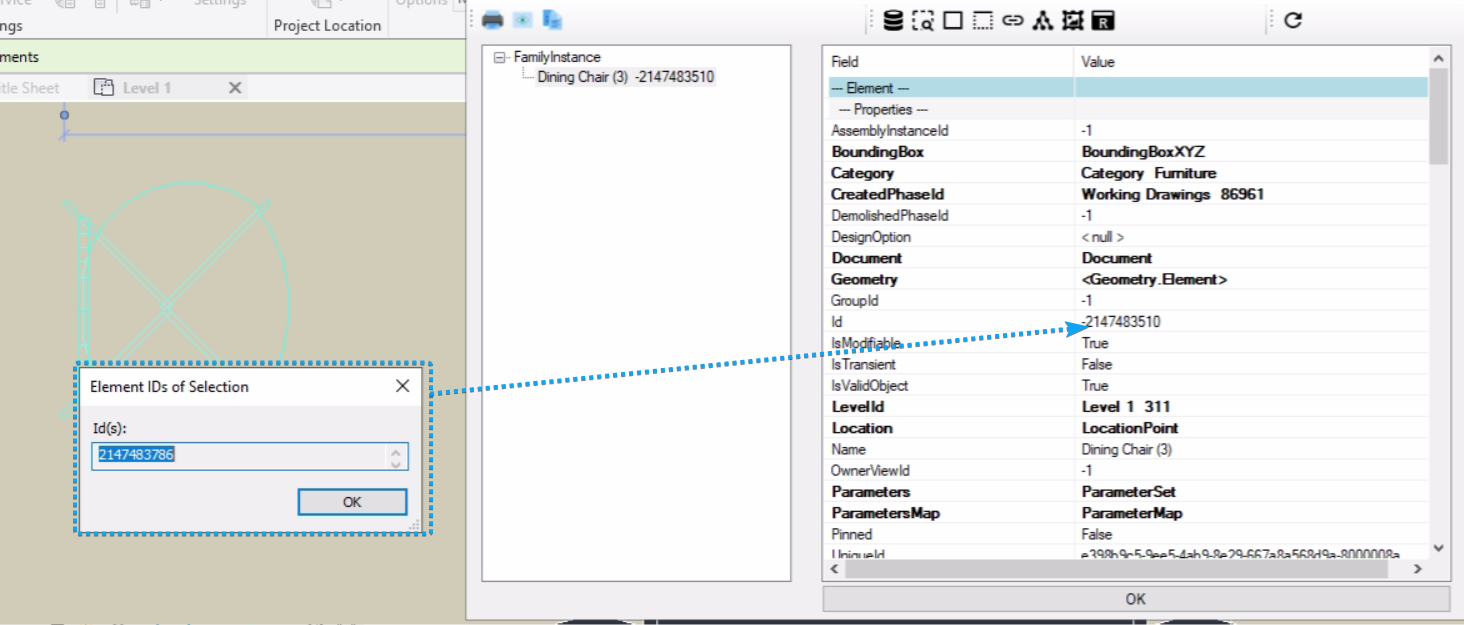 Settings
Options
ngs
Project Location
ments
itle Sheet
Level 1
Element IDs of Selection
Id(s):
2147483786
OK
FamilyInstance
Dining Chair (3) -2147483510
Field Value
--- Element ---
--- Properties ---
AssemblyInstanceId -1
BoundingBox BoundingBoxXYZ
Category Category Furniture
CreatedPhaseId Working Drawings 86961
DemolishedPhaseId -1
DesignOption < null >
Document Document
Geometry <Geometry.Element>
GroupId -1
Id -2147483510
IsModifiable True
IsTransient False
IsValidObject True
LevelId Level 1 311
Location LocationPoint
Name Dining Chair (3)
OwnerViewId -1
Parameters ParameterSet
ParametersMap ParameterMap
Pinned False
UniqueId e398b9c5-9ee5-4ab9-8e29-667a8a568d9a-8000008a
OK